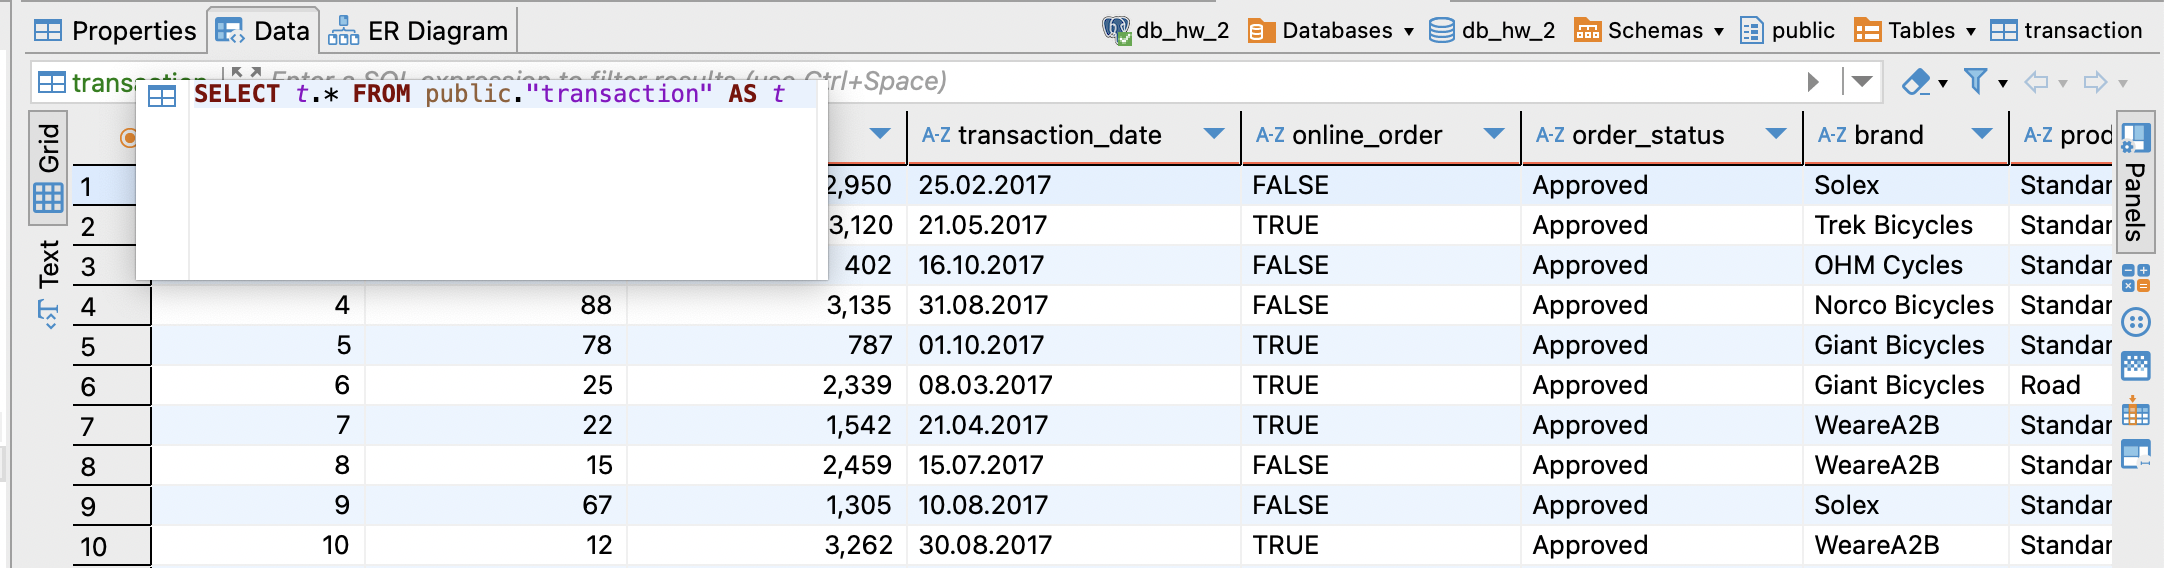 Properties Data ER Diagram db_hw_2 Databases db_hw_2 Schemas public Tables transaction
transaction Enter a SQL expression to filter results (use Ctrl+Space)
SELECT t.* FROM public."transaction" AS t
A-Z transaction_date A-Z online_order A-Z order_status A-Z brand A-Z prod
Grid
Text
Panels
1 2,950 25.02.2017 FALSE Approved Solex Standar
2 3,120 21.05.2017 TRUE Approved Trek Bicycles Standar
3 402 16.10.2017 FALSE Approved OHM Cycles Standar
4 4 88 3,135 31.08.2017 FALSE Approved Norco Bicycles Standar
5 5 78 787 01.10.2017 TRUE Approved Giant Bicycles Standar
6 6 25 2,339 08.03.2017 TRUE Approved Giant Bicycles Road
7 7 22 1,542 21.04.2017 TRUE Approved WeareA2B Standar
8 8 15 2,459 15.07.2017 FALSE Approved WeareA2B Standar
9 9 67 1,305 10.08.2017 FALSE Approved Solex Standar
10 10 12 3,262 30.08.2017 TRUE Approved WeareA2B Standar